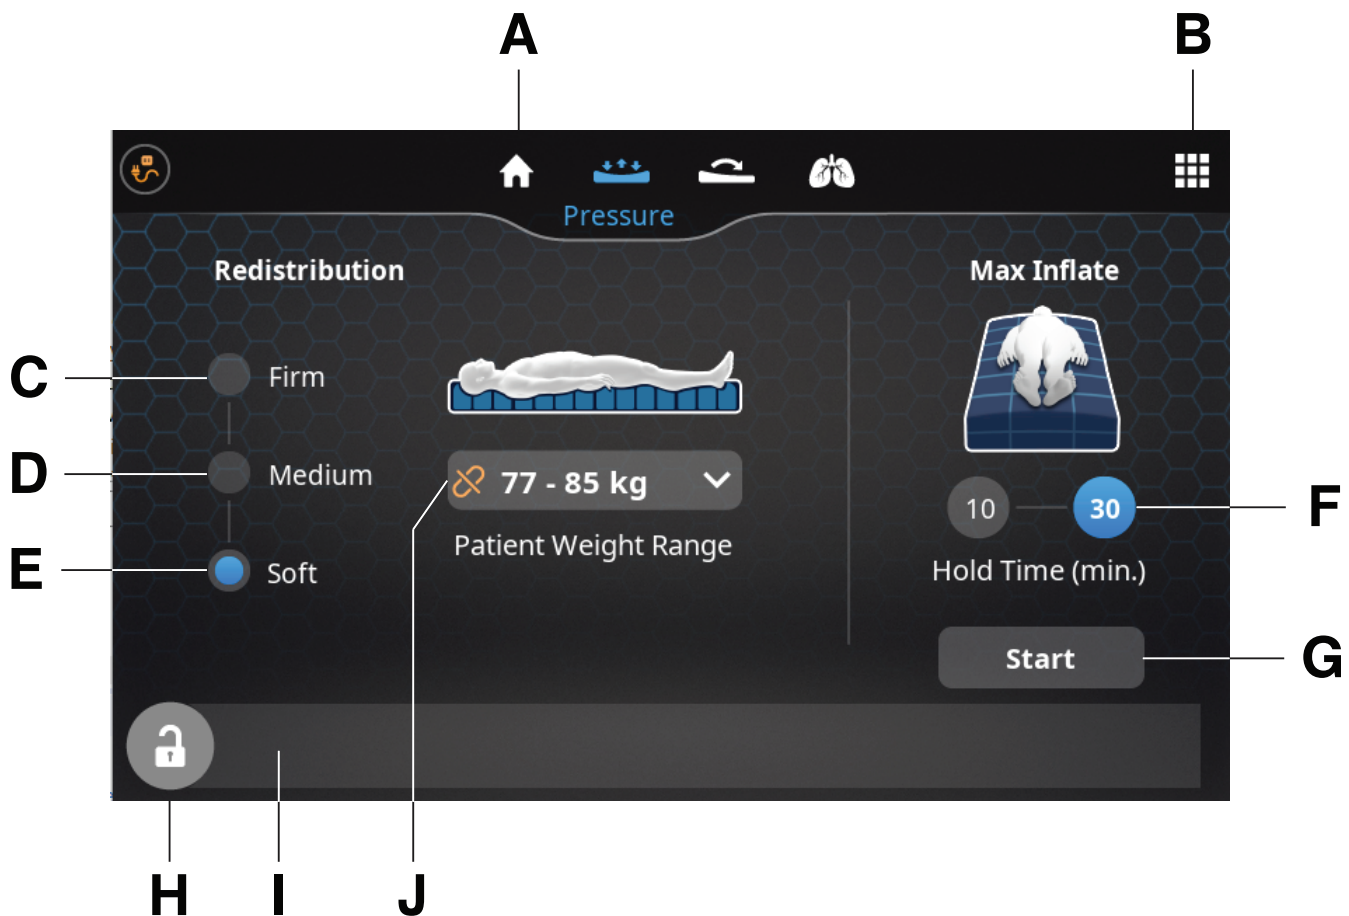 A
B
Pressure
Redistribution
Max Inflate
C
Firm
D
Medium
77 - 85 kg
10
30
F
Patient Weight Range
E
Soft
Hold Time (min.)
Start
G
H
I
J